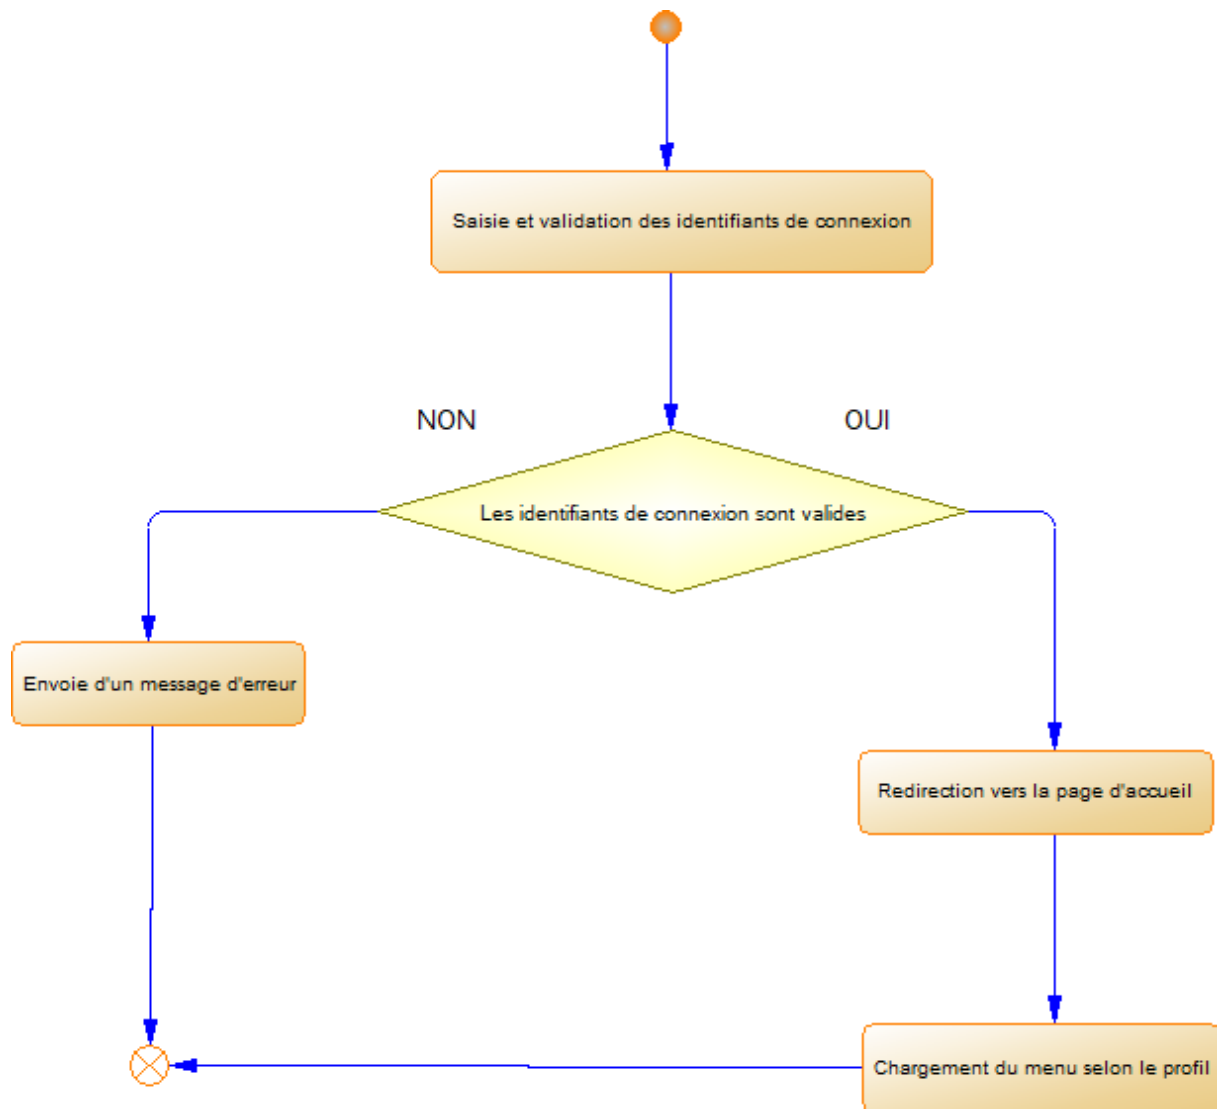 Saisie et validation des identifiants de connexion
NON
OUI
Les identifiants de connexion sont valides
Envoie d'un message d'erreur
Redirection vers la page d'accueil
Chargement du menu selon le profil